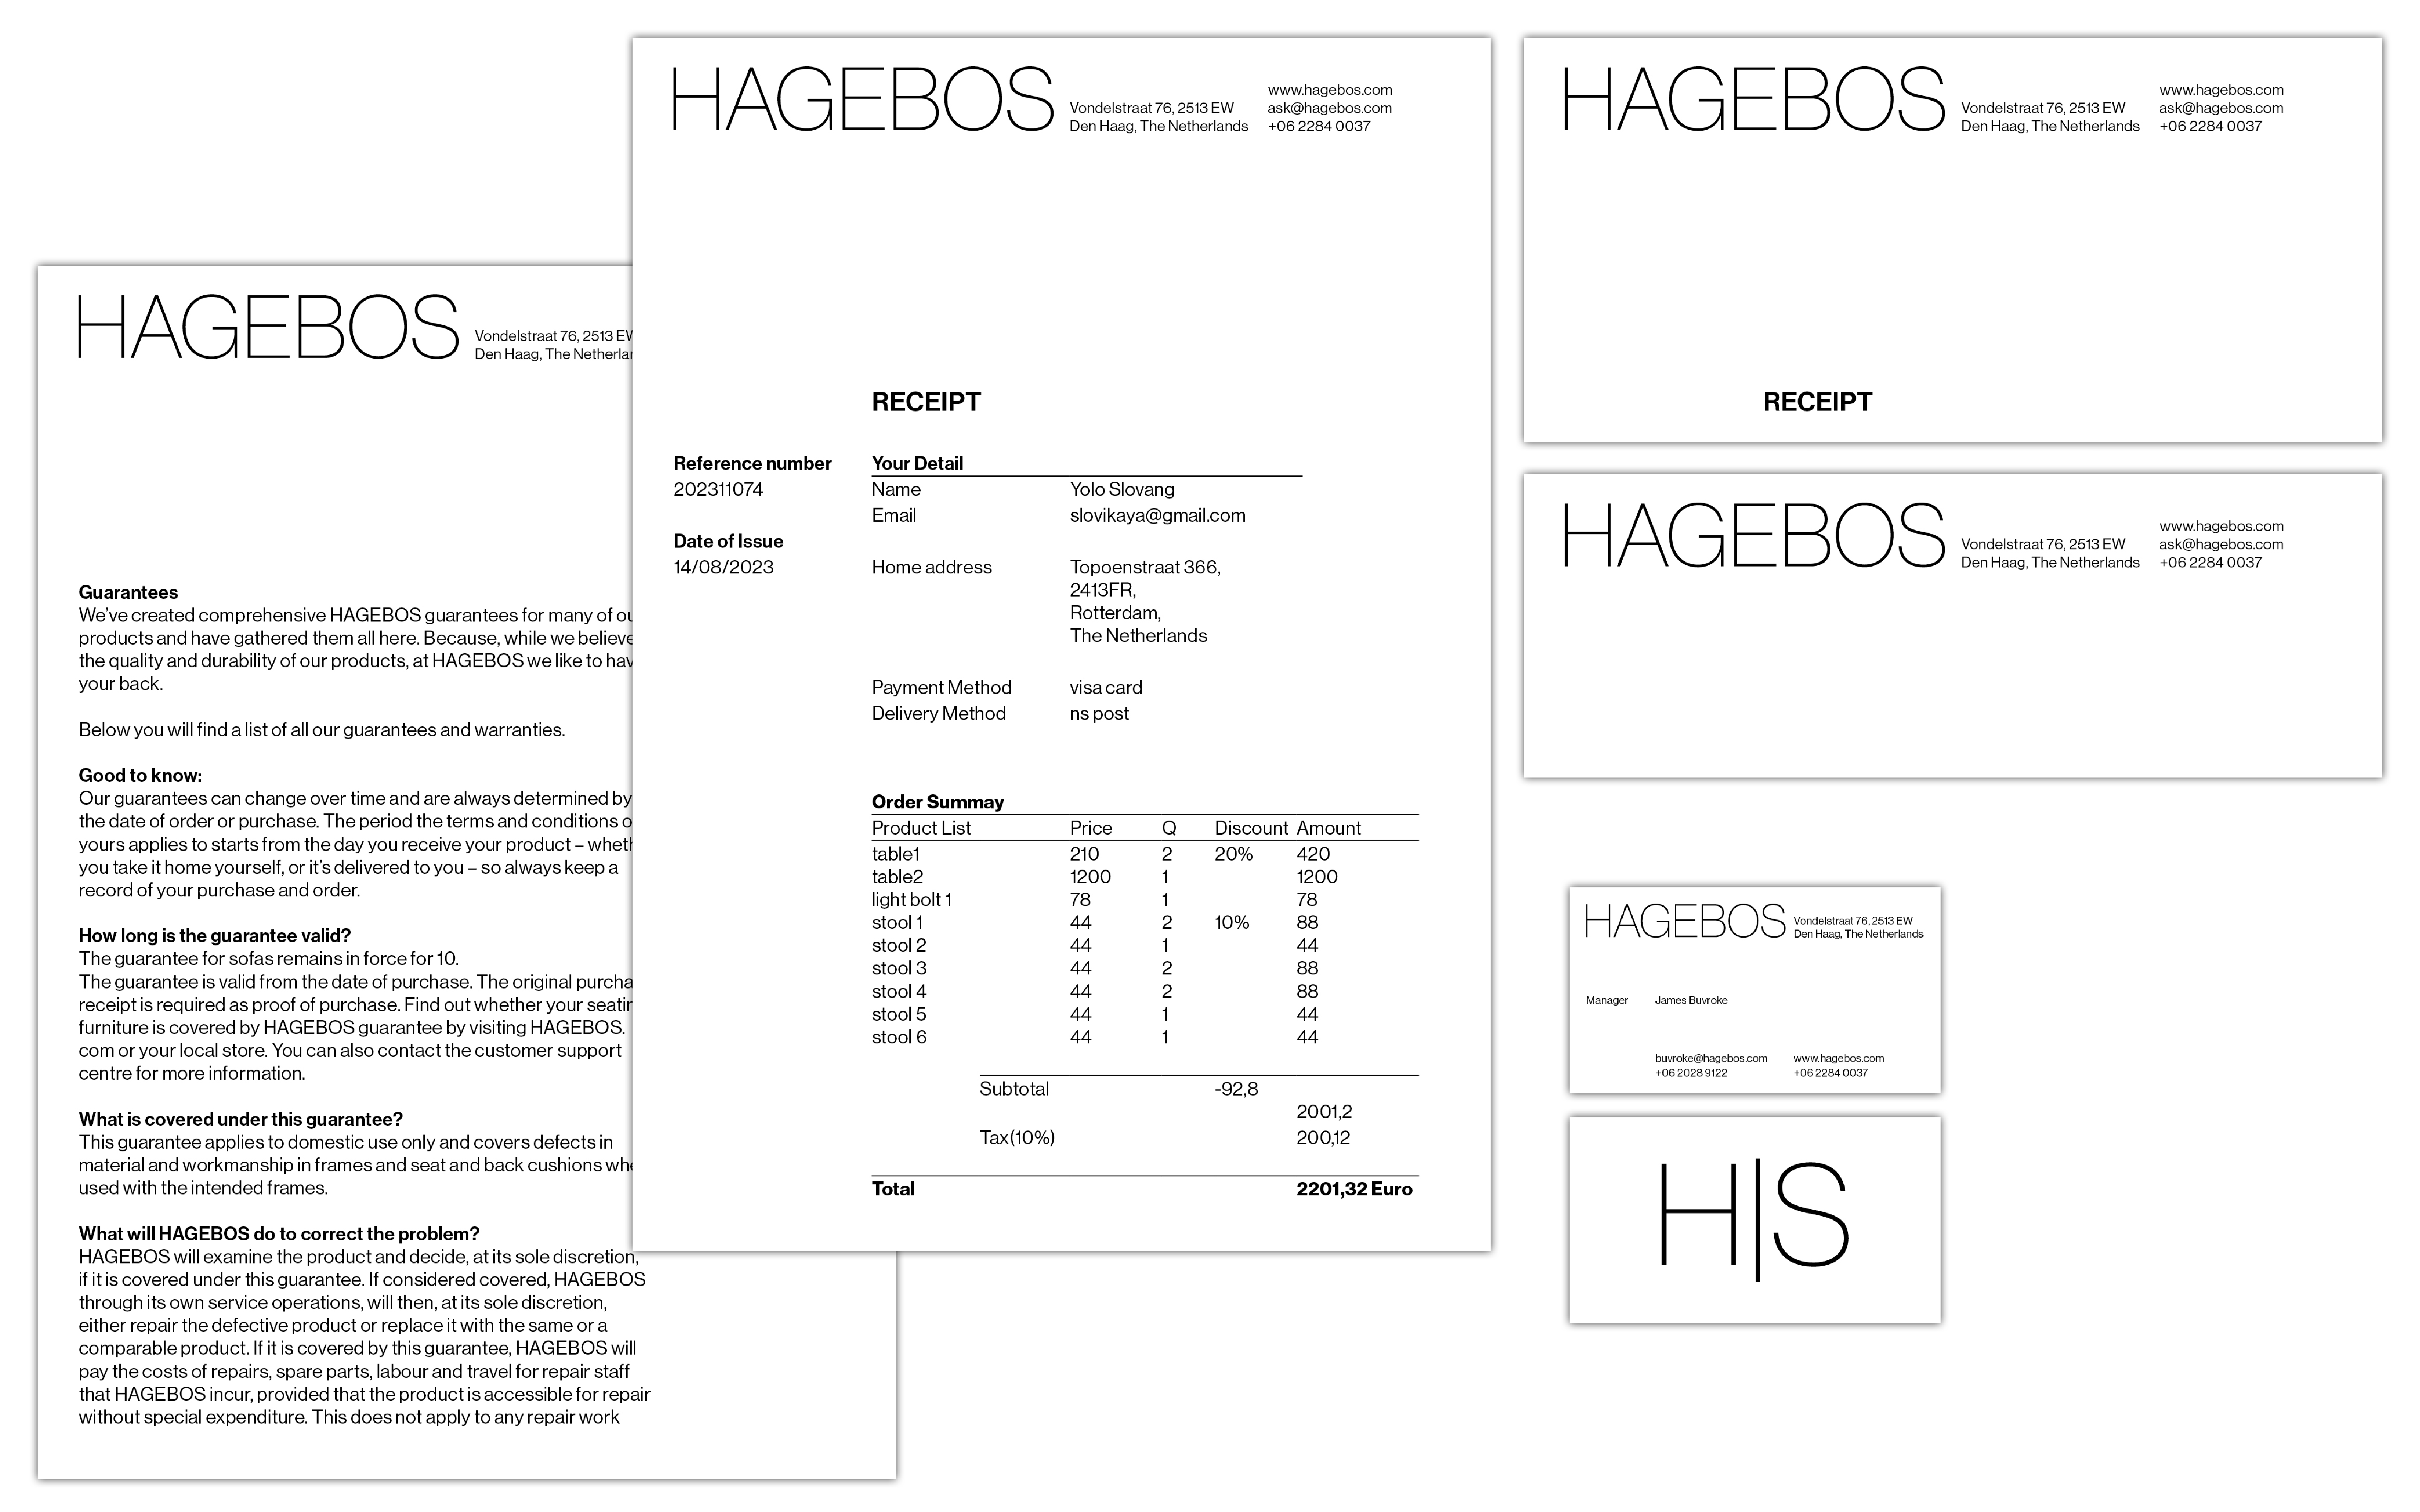 HAGEBOS
Vondelstraat 76, 2513 EW
Den Haag, The
Guarantees
We've created comprehensive HAGEBOS guarantees for many of
products and have gathered them all here. Because, while we believe
the quality and durability of our products, at HAGEBOS we like to
your back.
Below you will find a list of all our guarantees and warranties.
Good to know:
Our guarantees can change over time and are always determined by
the date of order or purchase. The period the terms and conditions
yours applies to starts from the day you receive your product –
you take it home yourself, or it's delivered to you – so always keep a
record of your purchase and order.
How long is the guarantee valid?
The guarantee for sofas remains in force for 10.
The guarantee is valid from the date of purchase. The original
receipt is required as proof of purchase. Find out whether your
furniture is covered by HAGEBOS guarantee by visiting HAGEBOS.
com or your local store. You can also contact the customer support
centre for more information.
What is covered under this guarantee?
This guarantee applies to domestic use only and covers defects in
material and workmanship in frames and seat and back cushions
used with the intended frames.
What will HAGEBOS do to correct the problem?
HAGEBOS will examine the product and decide, at its sole discretion,
if it is covered under this guarantee. If considered covered, HAGEBOS
through its own service operations, will then, at its sole discretion,
either repair the defective product or replace it with the same or a
comparable product. If it is covered by this guarantee, HAGEBOS will
pay the costs of repairs, spare parts, labour and travel for repair staff
that HAGEBOS incur, provided that the product is accessible for repair
without special expenditure. This does not apply to any repair work
HAGEBOS
Vondelstraat 76, 2513 EW
Den Haag, The Netherlands
www.hagebos.com
ask@hagebos.com
+06 2284 0037
RECEIPT
Reference number
202311074
Date of Issue
14/08/2023
Your Detail
Name Yolo Slovang
Email slovikaya@gmail.com
Home address Topoenstraat 366,
2413FR,
Rotterdam,
The Netherlands
Payment Method visa card
Delivery Method ns post
Order Summay
Product List Price Q Discount Amount
table1 210 2 20% 420
table2 1200 1 1200
light bolt 1 78 1 78
stool 1 44 2 10% 88
stool 2 44 1 44
stool 3 44 2 88
stool 4 44 2 88
stool 5 44 1 44
stool 6 44 1 44
Subtotal -92,8
2001,2
Tax(10%) 200,12
Total 2201,32 Euro
HAGEBOS
Vondelstraat 76, 2513 EW
Den Haag, The Netherlands
www.hagebos.com
ask@hagebos.com
+06 2284 0037
RECEIPT
HAGEBOS
Vondelstraat 76, 2513 EW
Den Haag, The Netherlands
www.hagebos.com
ask@hagebos.com
+06 2284 0037
HAGEBOS
Vondelstraat 76, 2513 EW
Den Haag, The Netherlands
Manager James Buvroke
buvroke@hagebos.com www.hagebos.com
+06 2028 9122 +06 2284 0037
H|S